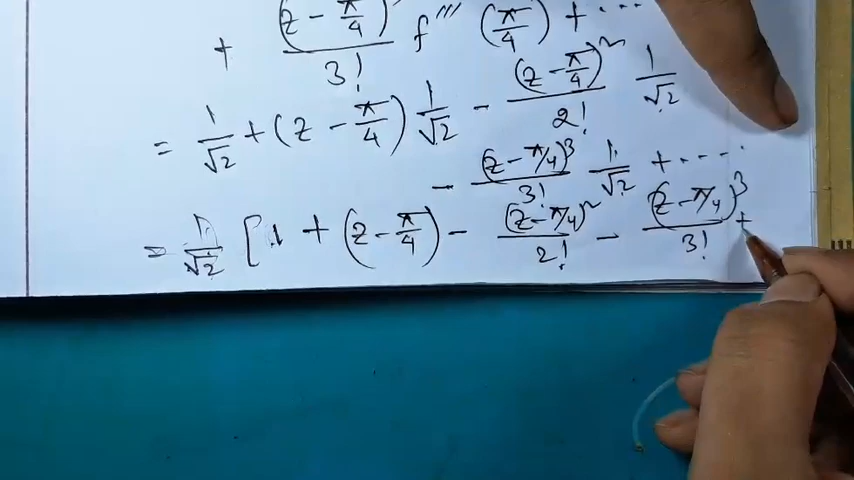 + (z - π/4)³/3! f''' (π/4) + ....
= 1/√2 + (z - π/4) 1/√2 - (z - π/4)²/2! 1/√2
- (z - π/4)³/3! 1/√2 + .....
= 1/√2 [1 + (z - π/4) - (z - π/4)²/2! - (z - π/4)³/3! +